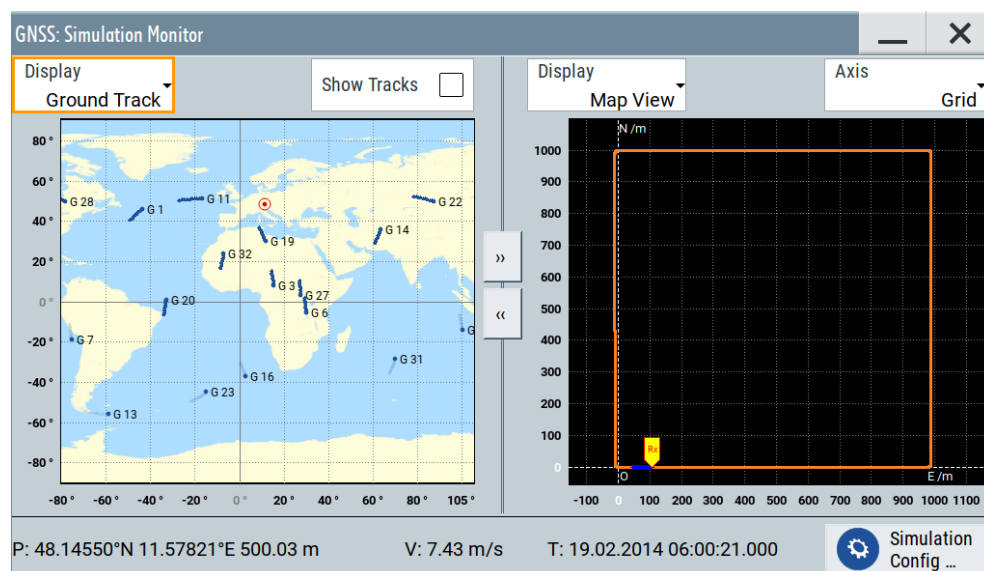 GNSS: Simulation Monitor
Display
Ground Track
Show Tracks
Display
Map View
Axis
Grid
80 °
60 °
40 °
20 °
0 °
-20 °
-40 °
-60 °
-80 °
G 28
G 1
G 11
G 22
G 14
G 19
G 32
G 3
G 27
G 20
G 6
G 7
G
G 31
G 16
G 23
G 13
-80 °
-60 °
-40 °
-20 °
0 °
20 °
40 °
60 °
80 °
105 °
››
‹‹
N /m
1000
900
800
700
600
500
400
300
200
100
0
Rx
O
E /m
-100
0
100
200
300
400
500
600
700
800
900
1000
1100
P: 48.14550°N 11.57821°E 500.03 m
V: 7.43 m/s
T: 19.02.2014 06:00:21.000
Simulation
Config ...